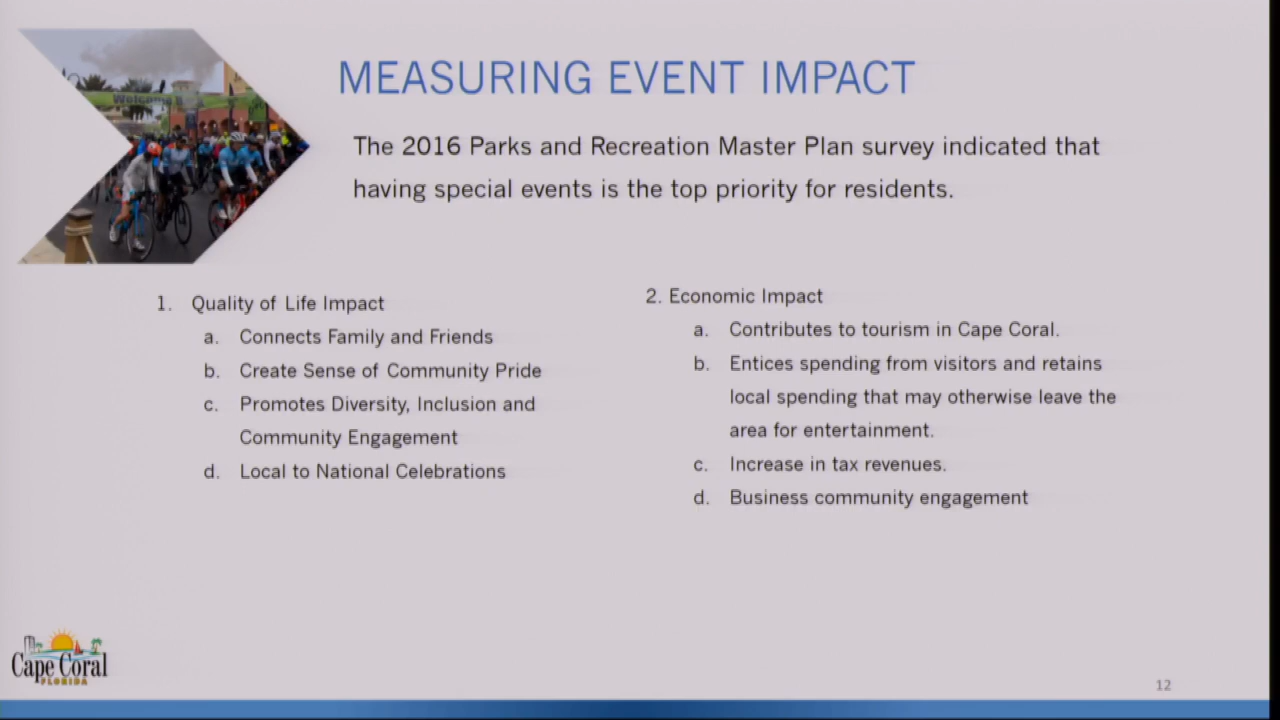 MEASURING EVENT IMPACT
The 2016 Parks and Recreation Master Plan survey indicated that
having special events is the top priority for residents.
Welcome
1. Quality of Life Impact
a. Connects Family and Friends
b. Create Sense of Community Pride
c. Promotes Diversity, Inclusion and
Community Engagement
d. Local to National Celebrations
2. Economic Impact
a. Contributes to tourism in Cape Coral.
b. Entices spending from visitors and retains
local spending that may otherwise leave the
area for entertainment.
c. Increase in tax revenues.
d. Business community engagement
Cape Coral
FLORIDA
12